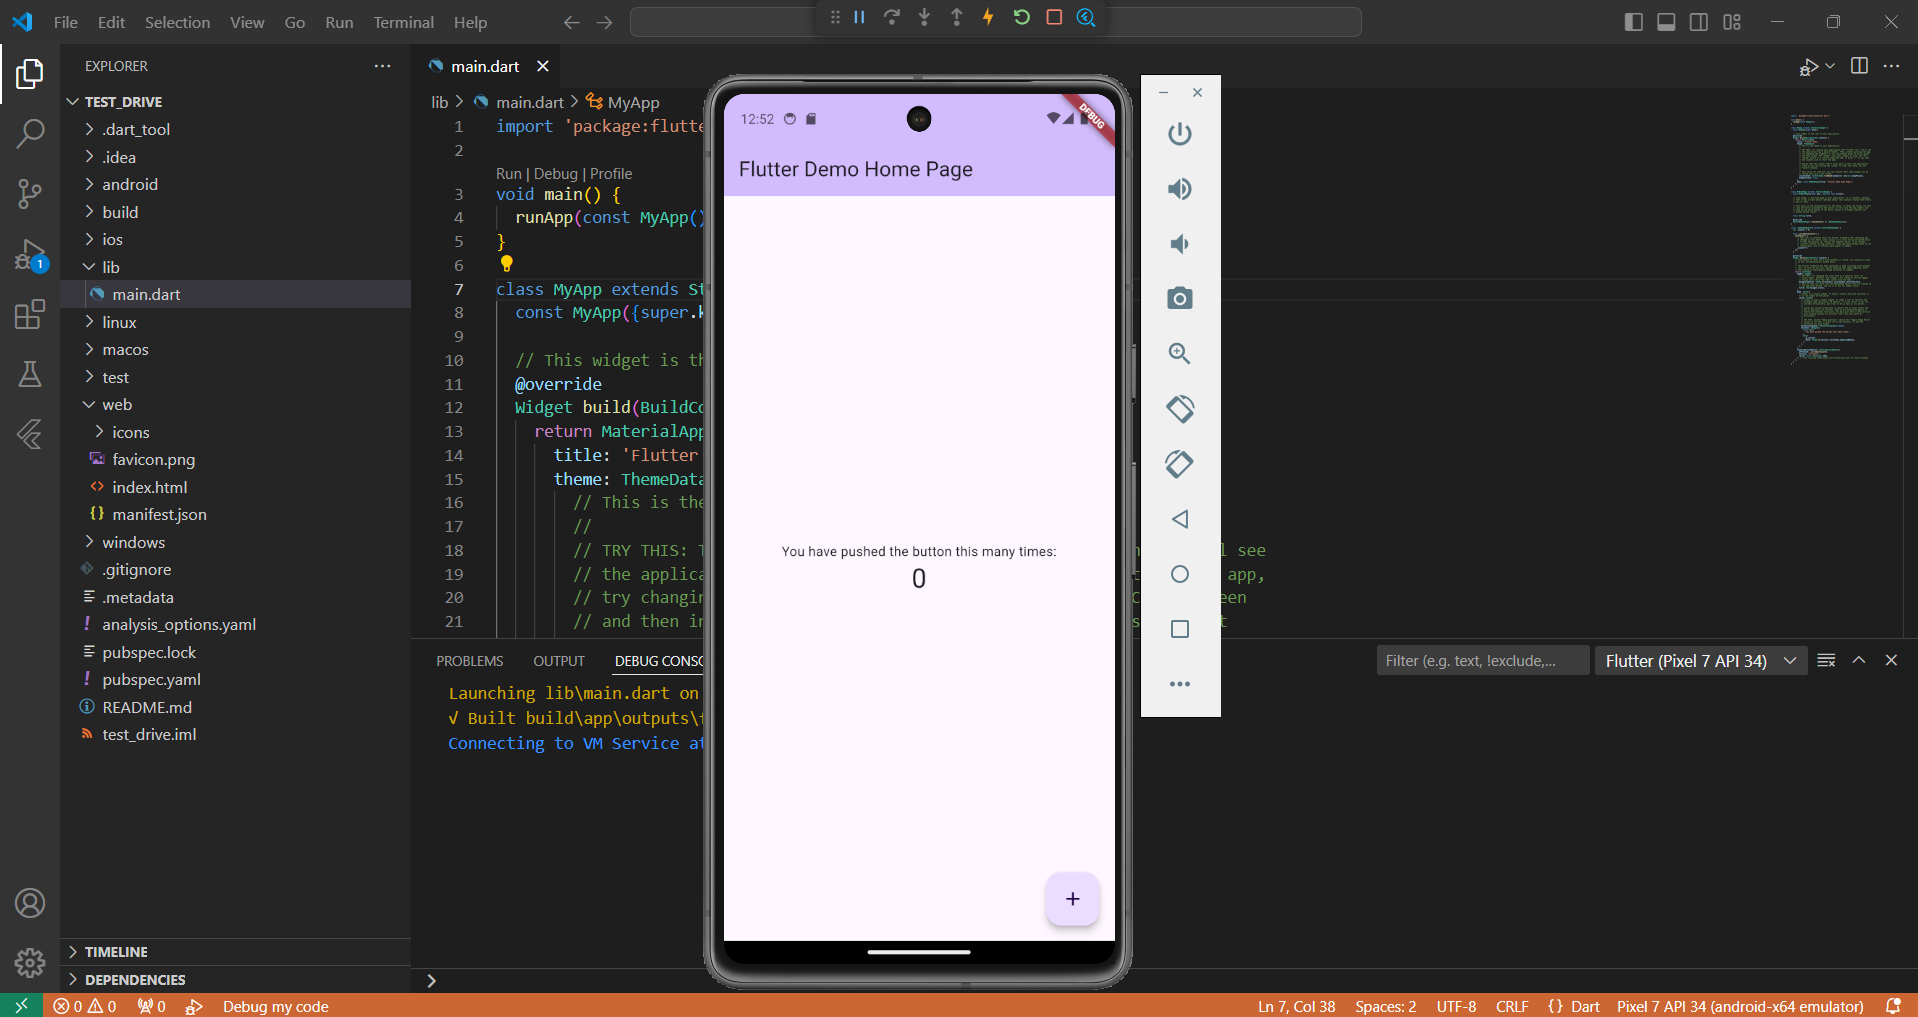 File Edit Selection View Go Run Terminal Help
EXPLORER
TEST_DRIVE
.dart_tool
.idea
android
build
ios
lib
main.dart
linux
macos
test
web
icons
favicon.png
index.html
manifest.json
windows
.gitignore
.metadata
analysis_options.yaml
pubspec.lock
pubspec.yaml
README.md
test_drive.iml
TIMELINE
DEPENDENCIES
1
main.dart
lib > main.dart > MyApp
1 import 'package:flutte
2
Run | Debug | Profile
3 void main() {
4 runApp(const MyApp()
5 }
6
7 class MyApp extends St
8 const MyApp({super.k
9
10 // This widget is th
11 @override
12 Widget build(BuildCo
13 return MaterialApp
14 title: 'Flutter
15 theme: ThemeData
16 // This is the
17 //
18 // TRY THIS: T l see
19 // the applica app,
20 // try changin een
21 // and then in t
PROBLEMS OUTPUT DEBUG CONSO
Filter (e.g. text, !exclude,...
Flutter (Pixel 7 API 34)
Launching lib\main.dart on
√ Built build\app\outputs\f
Connecting to VM Service at
12:52
DEBUG
Flutter Demo Home Page
You have pushed the button this many times:
0
+
0 0 0 Debug my code Ln 7, Col 38 Spaces: 2 UTF-8 CRLF {} Dart Pixel 7 API 34 (android-x64 emulator)